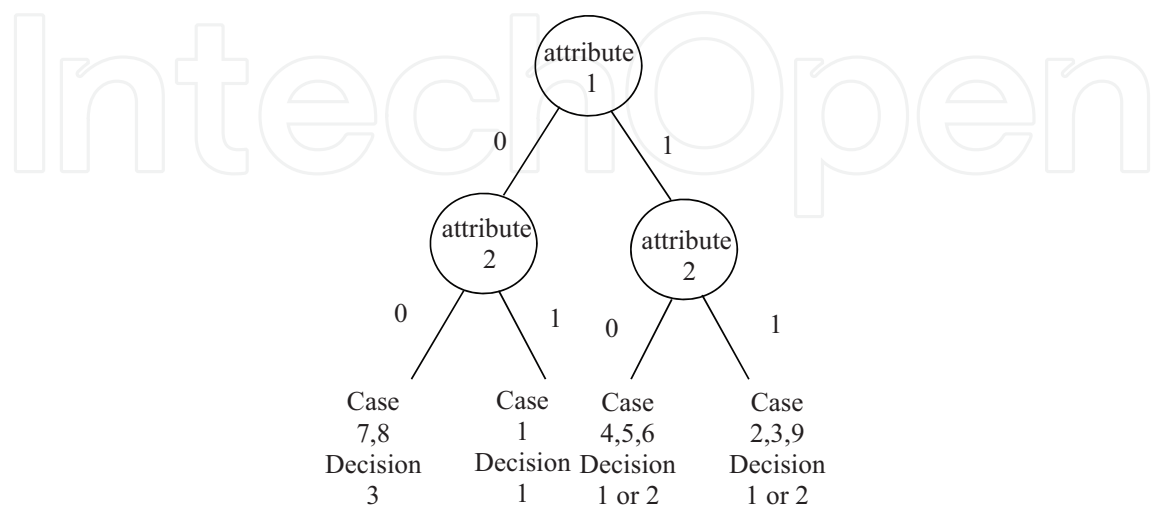 IntechOpen
attribute
1
0
1
attribute
2
attribute
2
0
1
0
1
Case
7,8
Decision
3
Case
1
Decision
1
Case
4,5,6
Decision
1 or 2
Case
2,3,9
Decision
1 or 2